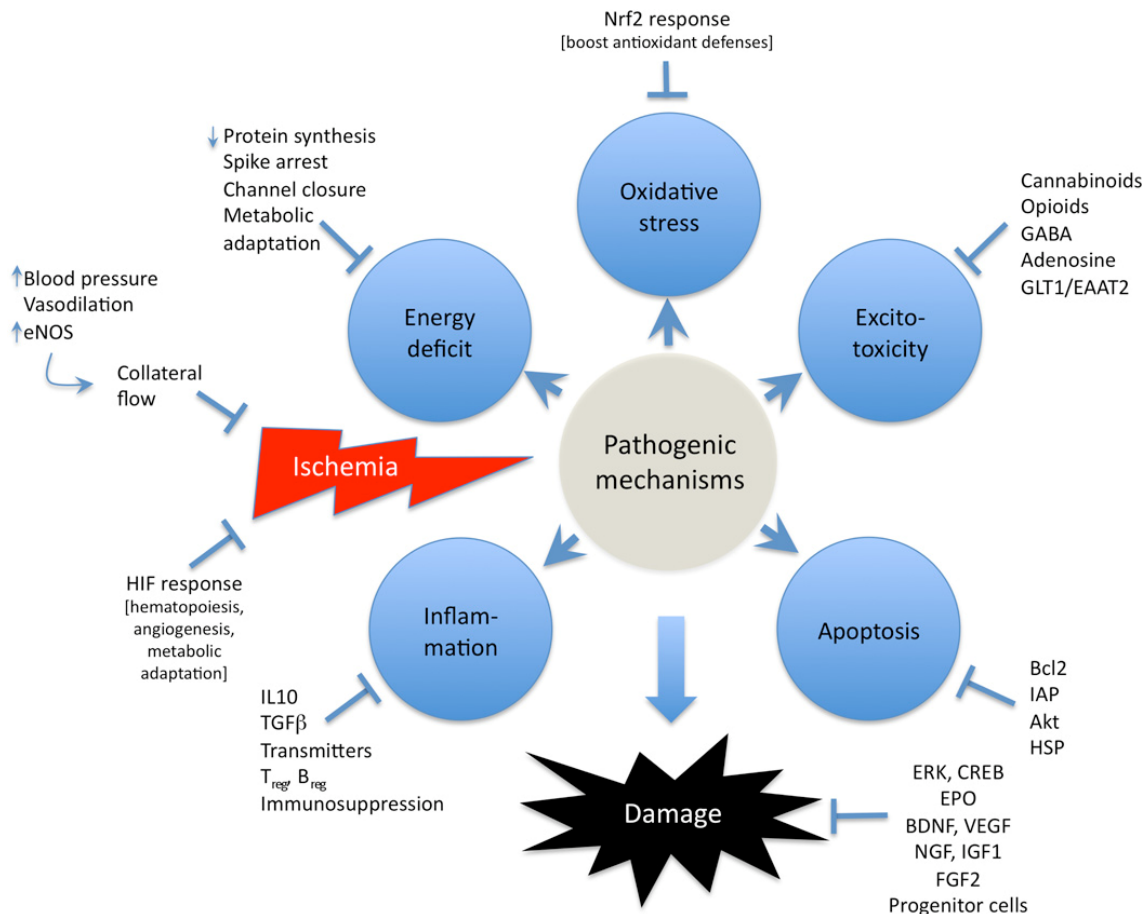 Nrf2 response
[boost antioxidant defenses]
↓ Protein synthesis
Spike arrest
Channel closure
Metabolic
adaptation
Oxidative
stress
Cannabinoids
Opioids
GABA
Adenosine
GLT1/EAAT2
↑Blood pressure
Vasodilation
↑eNOS
Collateral
flow
Energy
deficit
Excito-
toxicity
Ischemia
Pathogenic
mechanisms
HIF response
[hematopoiesis,
angiogenesis,
metabolic
adaptation]
Inflam-
mation
Apoptosis
IL10
TGFβ
Transmitters
Treg, Breg
Immunosuppression
Bcl2
IAP
Akt
HSP
Damage
ERK, CREB
EPO
BDNF, VEGF
NGF, IGF1
FGF2
Progenitor cells